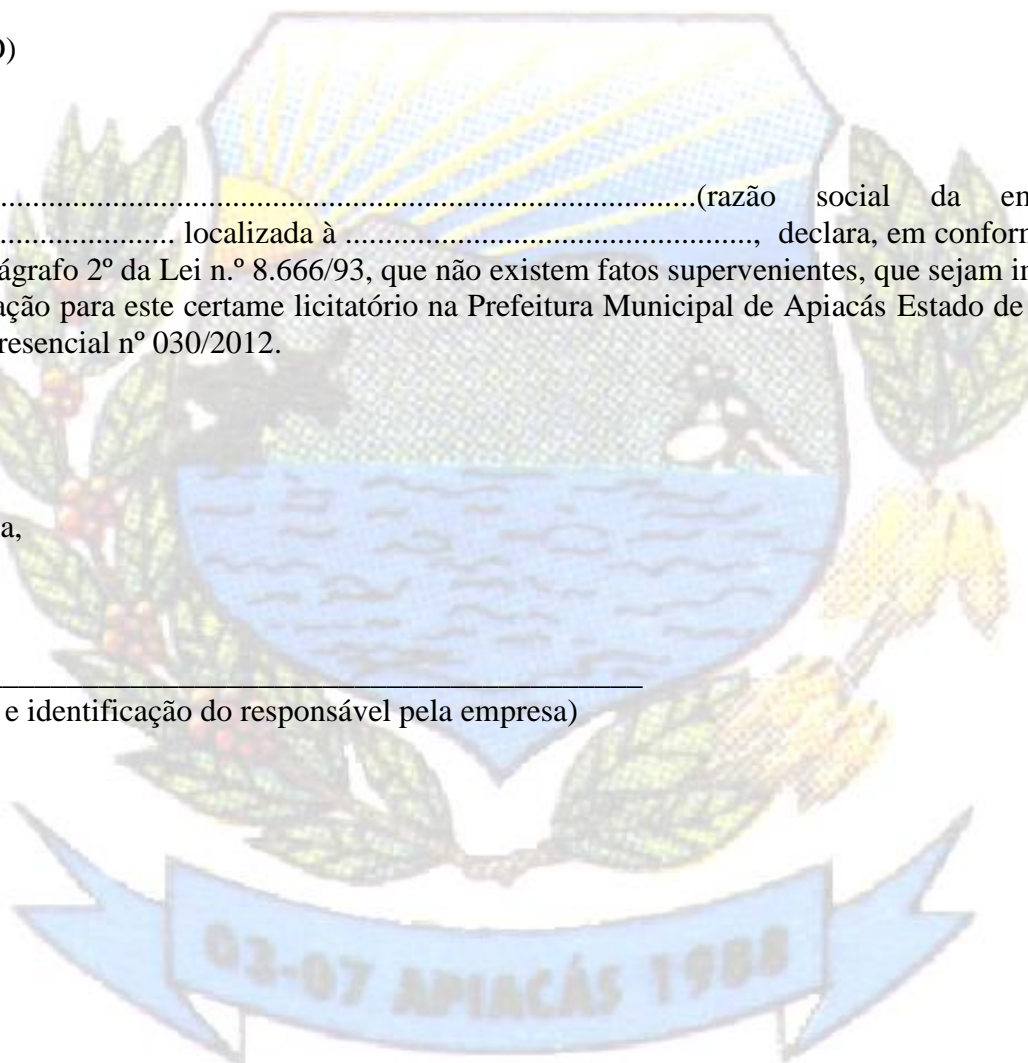 O)
.......................................................................................(razão social da en
...................... localizada à ..................................................., declara, em conforn
ágrafo 2º da Lei n.º 8.666/93, que não existem fatos supervenientes, que sejam in
ação para este certame licitatório na Prefeitura Municipal de Apiacás Estado de
resencial nº 030/2012.
a,
________________________________________
e identificação do responsável pela empresa)
03-07 APIACÁS 1988